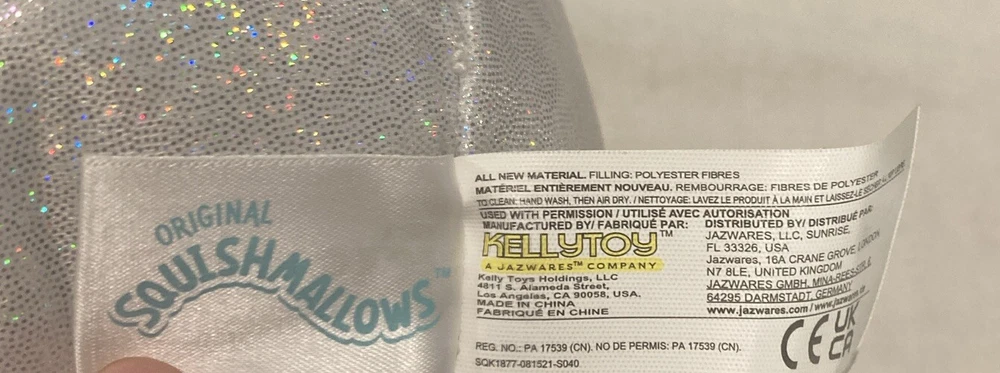 ORIGINAL
SQUISHMALLOWS™
ALL NEW MATERIAL. FILLING: POLYESTER FIBRES
MATÉRIEL ENTIÈREMENT NOUVEAU. REMBOURRAGE: FIBRES DE POLYESTER
TO CLEAN: HAND WASH, THEN AIR DRY. / NETTOYAGE: LAVEZ LE PRODUIT À LA MAIN ET LAISSEZ-LE SÉCHER
USED WITH PERMISSION / UTILISÉ AVEC AUTORISATION
MANUFACTURED BY/ FABRIQUÉ PAR:
KELLYTOY™
A JAZWARES™ COMPANY
Kelly Toys Holdings, LLC
4811 S. Alameda Street,
Los Angalas, CA 90058, USA,
MADE IN CHINA
FABRIQUÉ EN CHINE
DISTRIBUTED BY/ DISTRIBUÉ PAR:
JAZWARES, LLC, SUNRISE,
FL 33326, USA
Jazwares, 16A CRANE GROVE, LONDON
N7 8LE, UNITED KINGDOM
JAZWARES GMBH,
64295 DARMSTADT, GERMANY
www.jazwares.com
REG. NO.: PA 17539 (CN). NO DE PERMIS: PA 17539 (CN).
SQK1877-081521-S040
CE
UK
CA